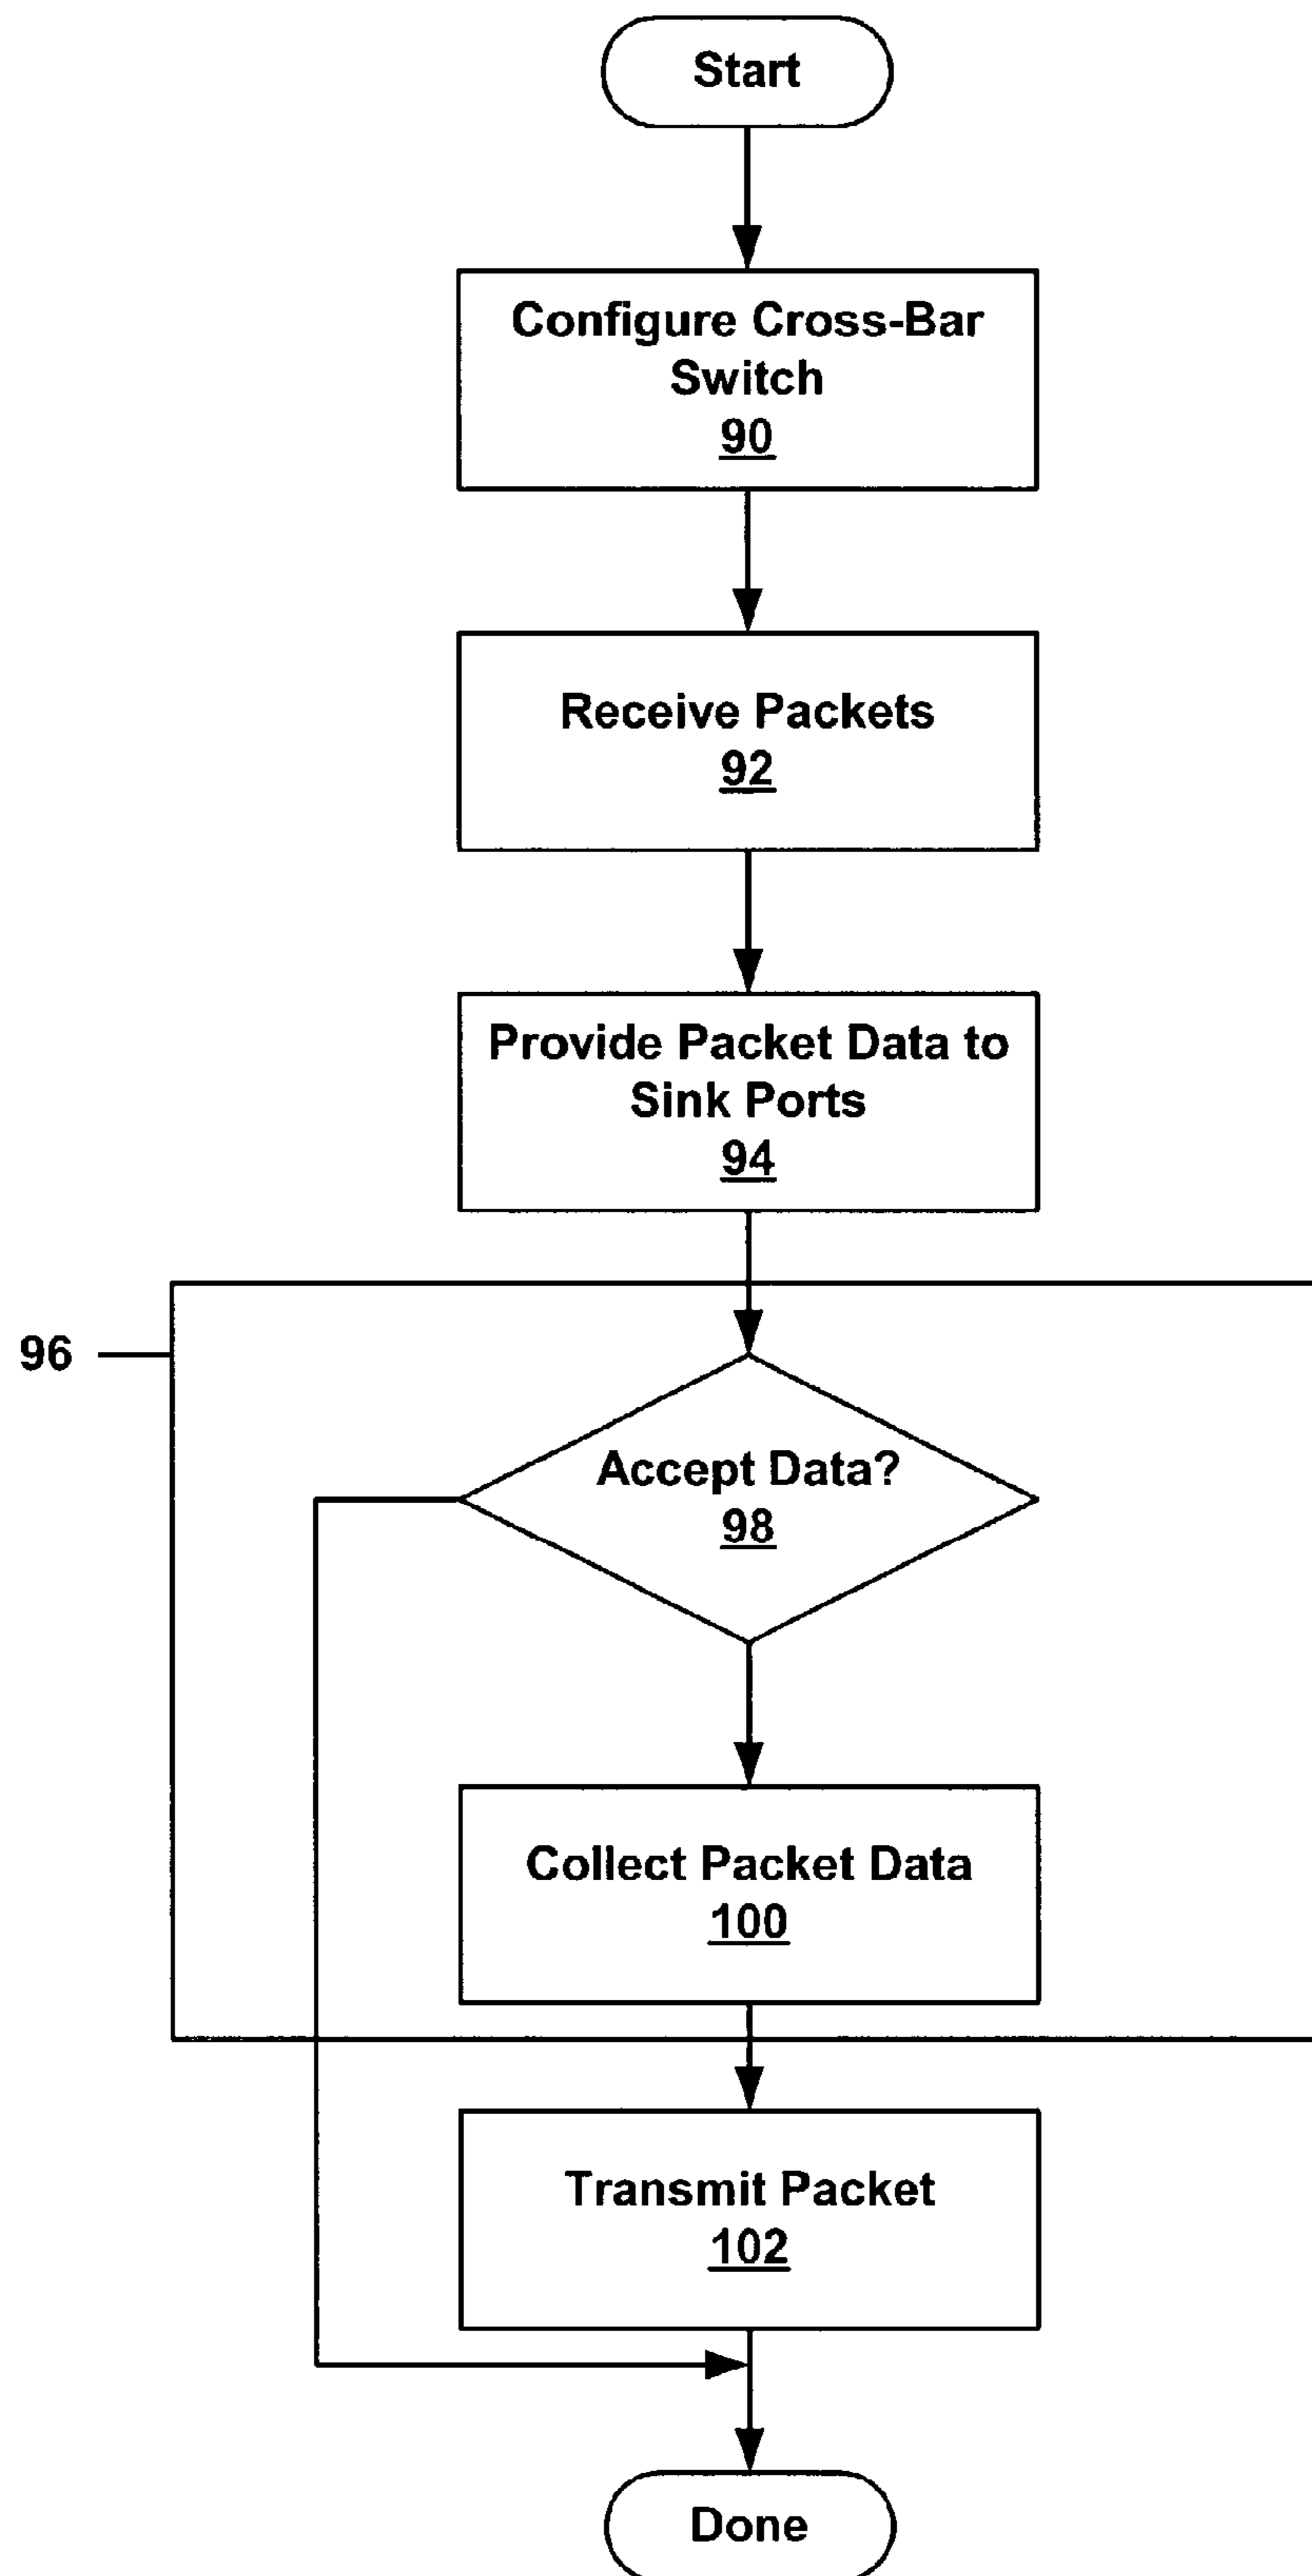 Start
Configure Cross-Bar
Switch
90
Receive Packets
92
Provide Packet Data to
Sink Ports
94
96
Accept Data?
98
Collect Packet Data
100
Transmit Packet
102
Done